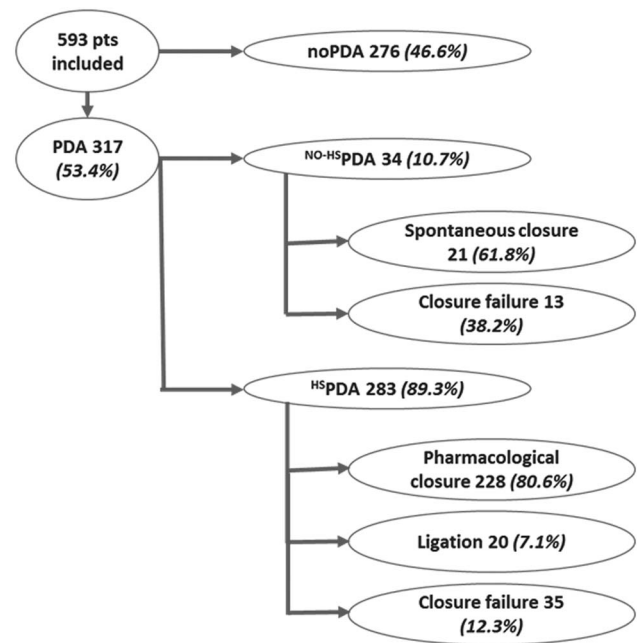 593 pts
included
noPDA 276 (46.6%)
PDA 317
(53.4%)
NO-HSPDA 34 (10.7%)
Spontaneous closure
21 (61.8%)
Closure failure 13
(38.2%)
HSPDA 283 (89.3%)
Pharmacological
closure 228 (80.6%)
Ligation 20 (7.1%)
Closure failure 35
(12.3%)